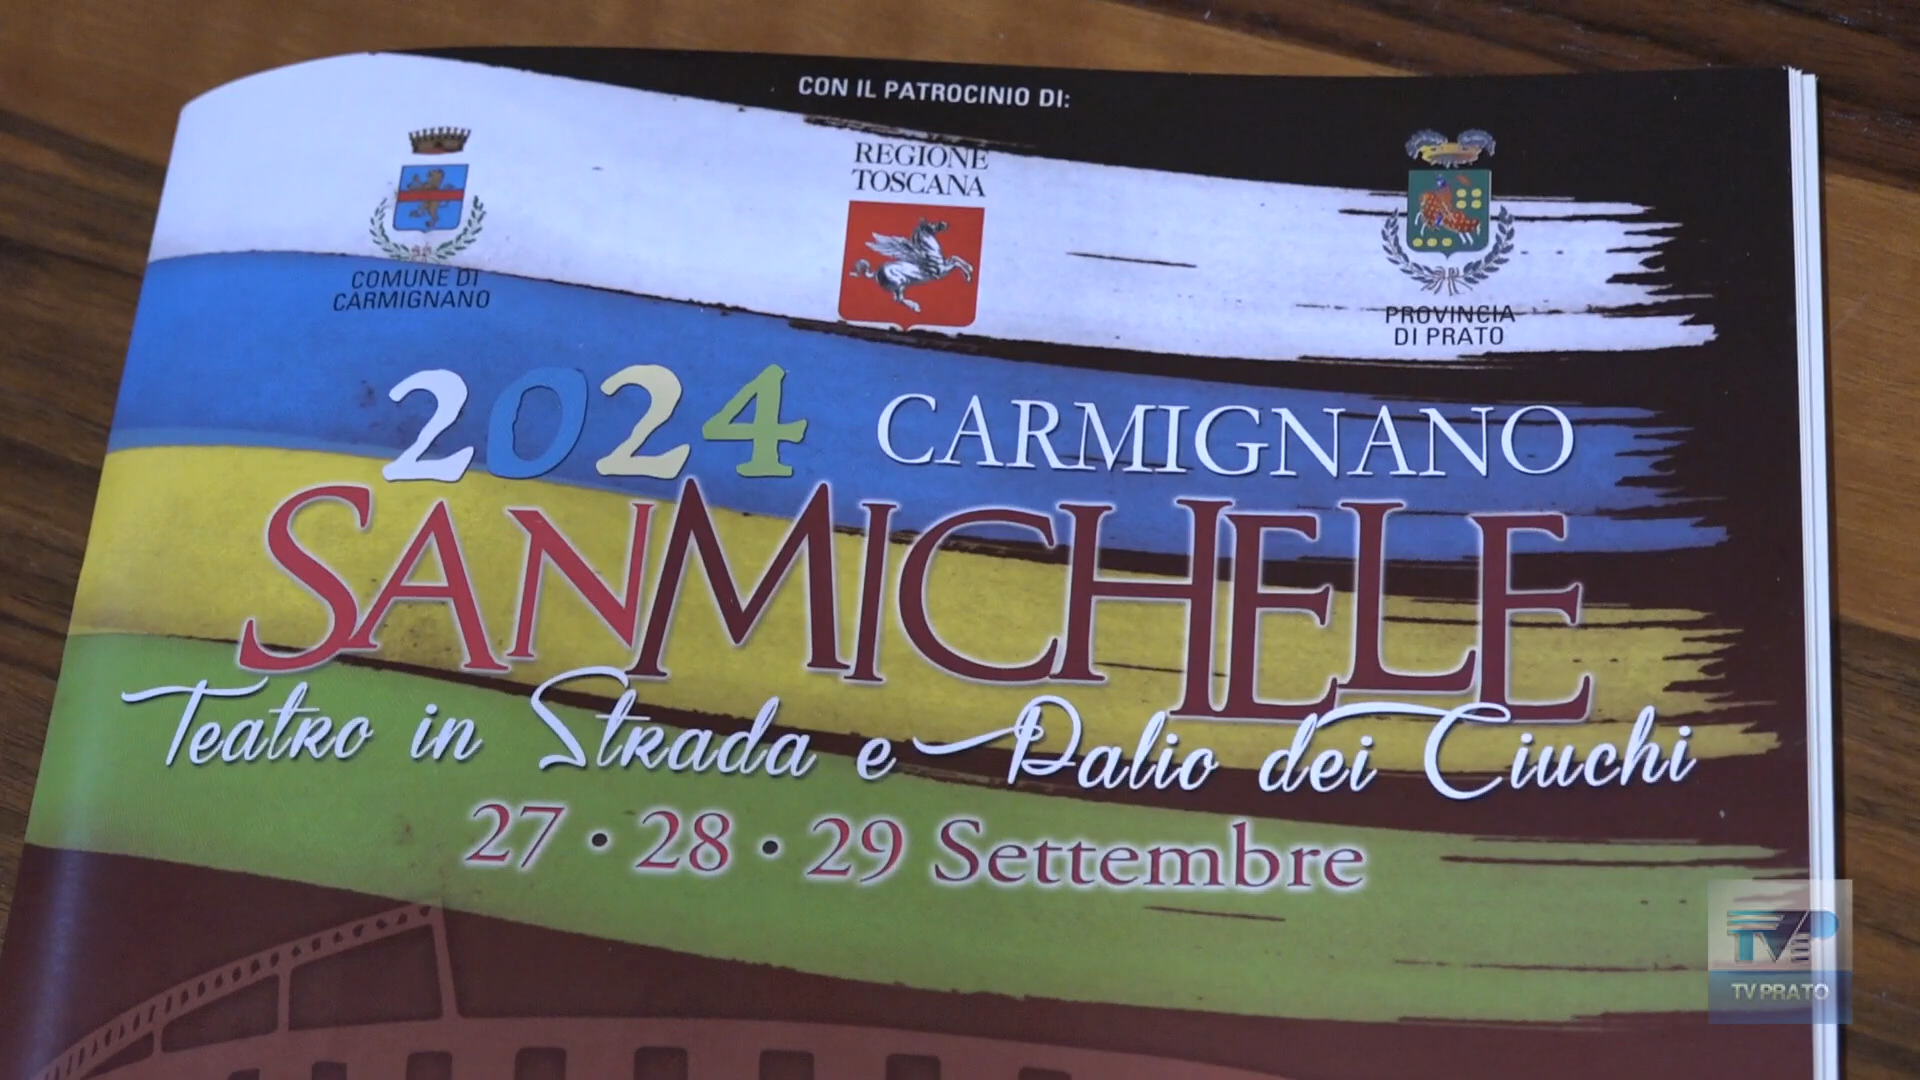 CON IL PATROCINIO DI:
COMUNE DI
CARMIGNANO
REGIONE
TOSCANA
PROVINCIA
DI PRATO
2024 CARMIGNANO
SANMICHELE
Teatro in Strada e Palio dei Ciuchi
27 • 28 • 29 Settembre
TVP
TV PRATO